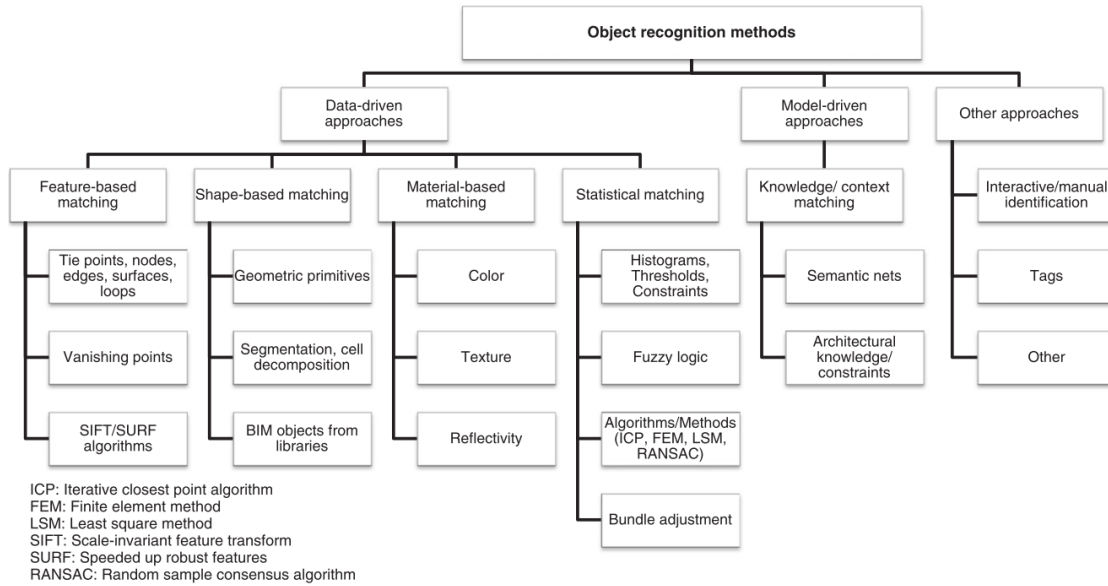 Object recognition methods
Data-driven
approaches
Model-driven
approaches
Other approaches
Feature-based
matching
Shape-based matching
Material-based
matching
Statistical matching
Knowledge/ context
matching
Interactive/manual
identification
Tie points, nodes,
edges, surfaces,
loops
Geometric primitives
Color
Histograms,
Thresholds,
Constraints
Semantic nets
Tags
Vanishing points
Segmentation, cell
decomposition
Texture
Fuzzy logic
Architectural
knowledge/
constraints
Other
SIFT/SURF
algorithms
BIM objects from
libraries
Reflectivity
Algorithms/Methods
(ICP, FEM, LSM,
RANSAC)
Bundle adjustment
ICP: Iterative closest point algorithm
FEM: Finite element method
LSM: Least square method
SIFT: Scale-invariant feature transform
SURF: Speeded up robust features
RANSAC: Random sample consensus algorithm